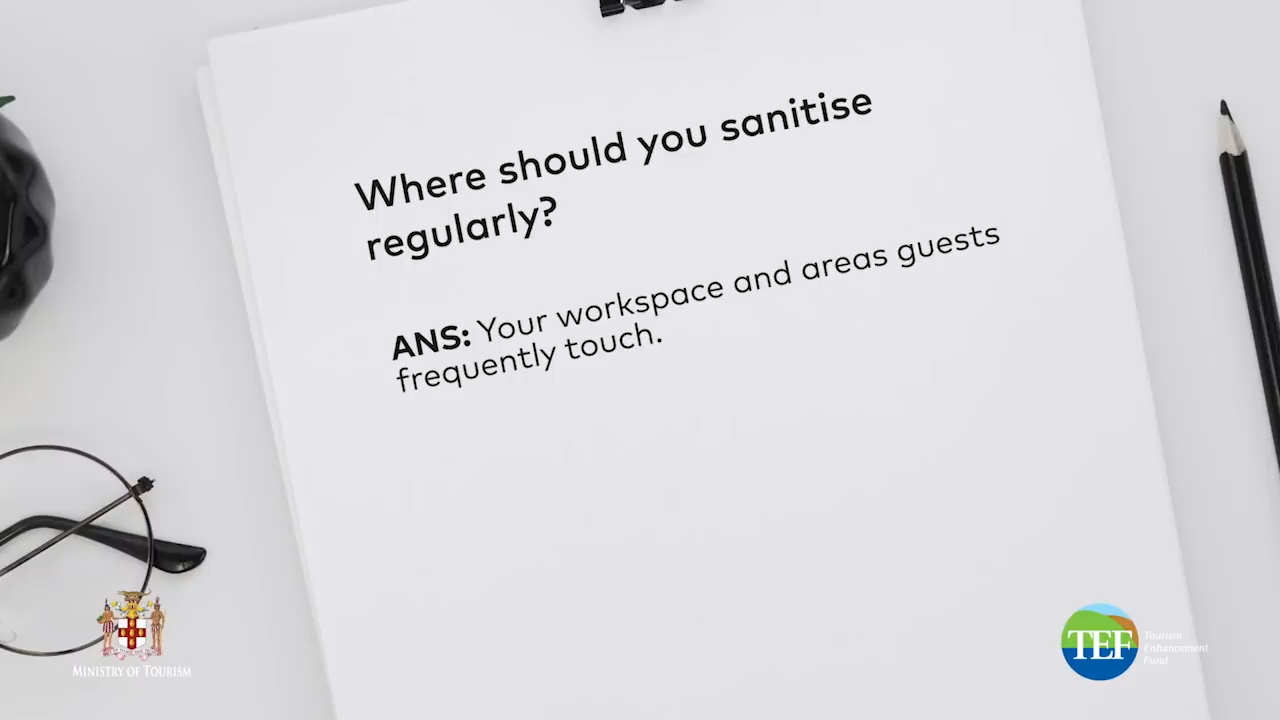 Where should you sanitise
regularly?
ANS: Your workspace and areas guests
frequently touch.
MINISTRY OF TOURISM
TEF
Tourism
Enhancement
Fund